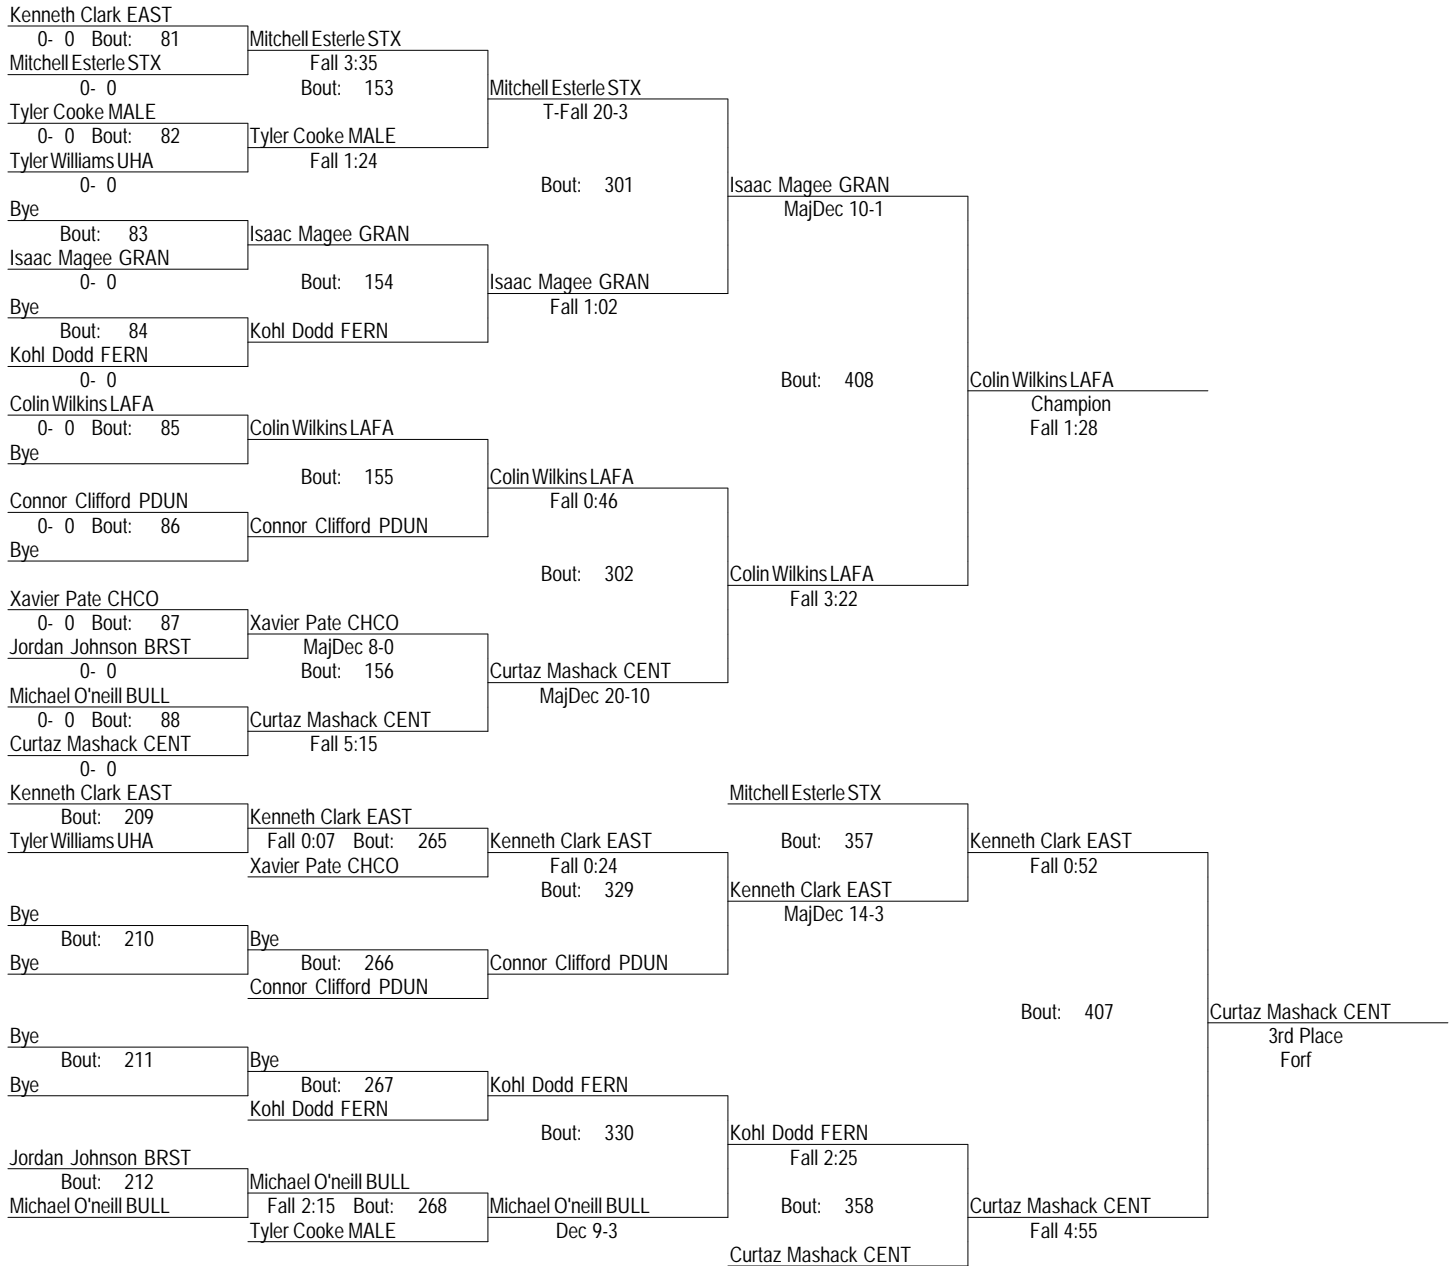 Kenneth Clark EAST
0- 0 Bout: 81 Mitchell Esterle STX
Mitchell Esterle STX Fall 3:35
0- 0 Bout: 153 Mitchell Esterle STX
Tyler Cooke MALE T-Fall 20-3
0- 0 Bout: 82 Tyler Cooke MALE
Tyler Williams UHA Fall 1:24
0- 0 Bout: 301 Isaac Magee GRAN
Bye MajDec 10-1
Bout: 83 Isaac Magee GRAN
Isaac Magee GRAN
0- 0 Bout: 154 Isaac Magee GRAN
Bye Fall 1:02
Bout: 84 Kohl Dodd FERN
Kohl Dodd FERN
0- 0 Bout: 408 Colin Wilkins LAFA
Colin Wilkins LAFA Champion
0- 0 Bout: 85 Colin Wilkins LAFA Fall 1:28
Bye
Bout: 155 Colin Wilkins LAFA
Connor Clifford PDUN Fall 0:46
0- 0 Bout: 86 Connor Clifford PDUN
Bye
Bout: 302 Colin Wilkins LAFA
Xavier Pate CHCO Fall 3:22
0- 0 Bout: 87 Xavier Pate CHCO
Jordan Johnson BRST MajDec 8-0
0- 0 Bout: 156 Curtaz Mashack CENT
Michael O'neill BULL MajDec 20-10
0- 0 Bout: 88 Curtaz Mashack CENT
Curtaz Mashack CENT Fall 5:15
0- 0
Kenneth Clark EAST Mitchell Esterle STX
Bout: 209 Kenneth Clark EAST
Tyler Williams UHA Fall 0:07 Bout: 265 Kenneth Clark EAST Bout: 357 Kenneth Clark EAST
Xavier Pate CHCO Fall 0:24 Fall 0:52
Bout: 329 Kenneth Clark EAST
Bye MajDec 14-3
Bout: 210 Bye
Bye Bout: 266 Connor Clifford PDUN
Connor Clifford PDUN
Bout: 407 Curtaz Mashack CENT
Bye 3rd Place
Bout: 211 Bye Forf
Bye Bout: 267 Kohl Dodd FERN
Kohl Dodd FERN
Bout: 330 Kohl Dodd FERN
Jordan Johnson BRST Fall 2:25
Bout: 212 Michael O'neill BULL
Michael O'neill BULL Fall 2:15 Bout: 268 Michael O'neill BULL Bout: 358 Curtaz Mashack CENT
Tyler Cooke MALE Dec 9-3 Fall 4:55
Curtaz Mashack CENT